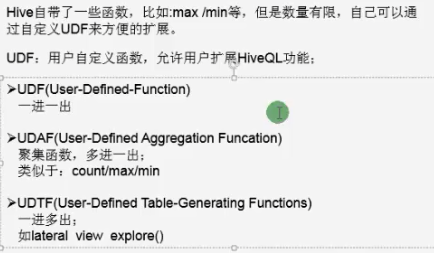 Hive自带了一些函数，比如:max /min等，但是数量有限，自己可以通
过自定义UDF来方便的扩展。
UDF：用户自定义函数，允许用户扩展HiveQL功能；
➢UDF(User-Defined-Function)
一进一出
➢UDAF(User-Defined Aggregation Funcation)
聚集函数，多进一出；
类似于：count/max/min
➢UDTF(User-Defined Table-Generating Functions)
一进多出；
如lateral view explore()